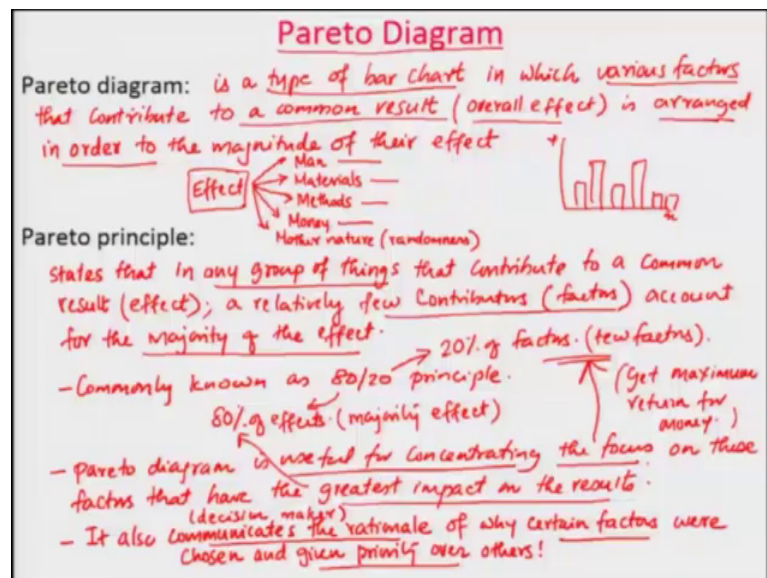 Pareto Diagram
Pareto diagram: is a type of bar chart in which various factors
that contribute to a common result (overall effect) is arranged
in order to the magnitude of their effect
Effect
Man
Materials
Methods
Money
Mother nature (randomness)
Pareto principle:
states that in any group of things that contribute to a common
result (effect); a relatively few contributors (factors) account
for the majority of the effect.
20% of factors. (few factors).
- Commonly known as 80/20 principle.
(Get maximum
return for
money.)
80% of effects. (majority effect)
- Pareto diagram is useful for concentrating the focus on those
factors that have the greatest impact on the results.
(decision maker)
- It also communicates the rationale of why certain factors were
chosen and given priority over others!